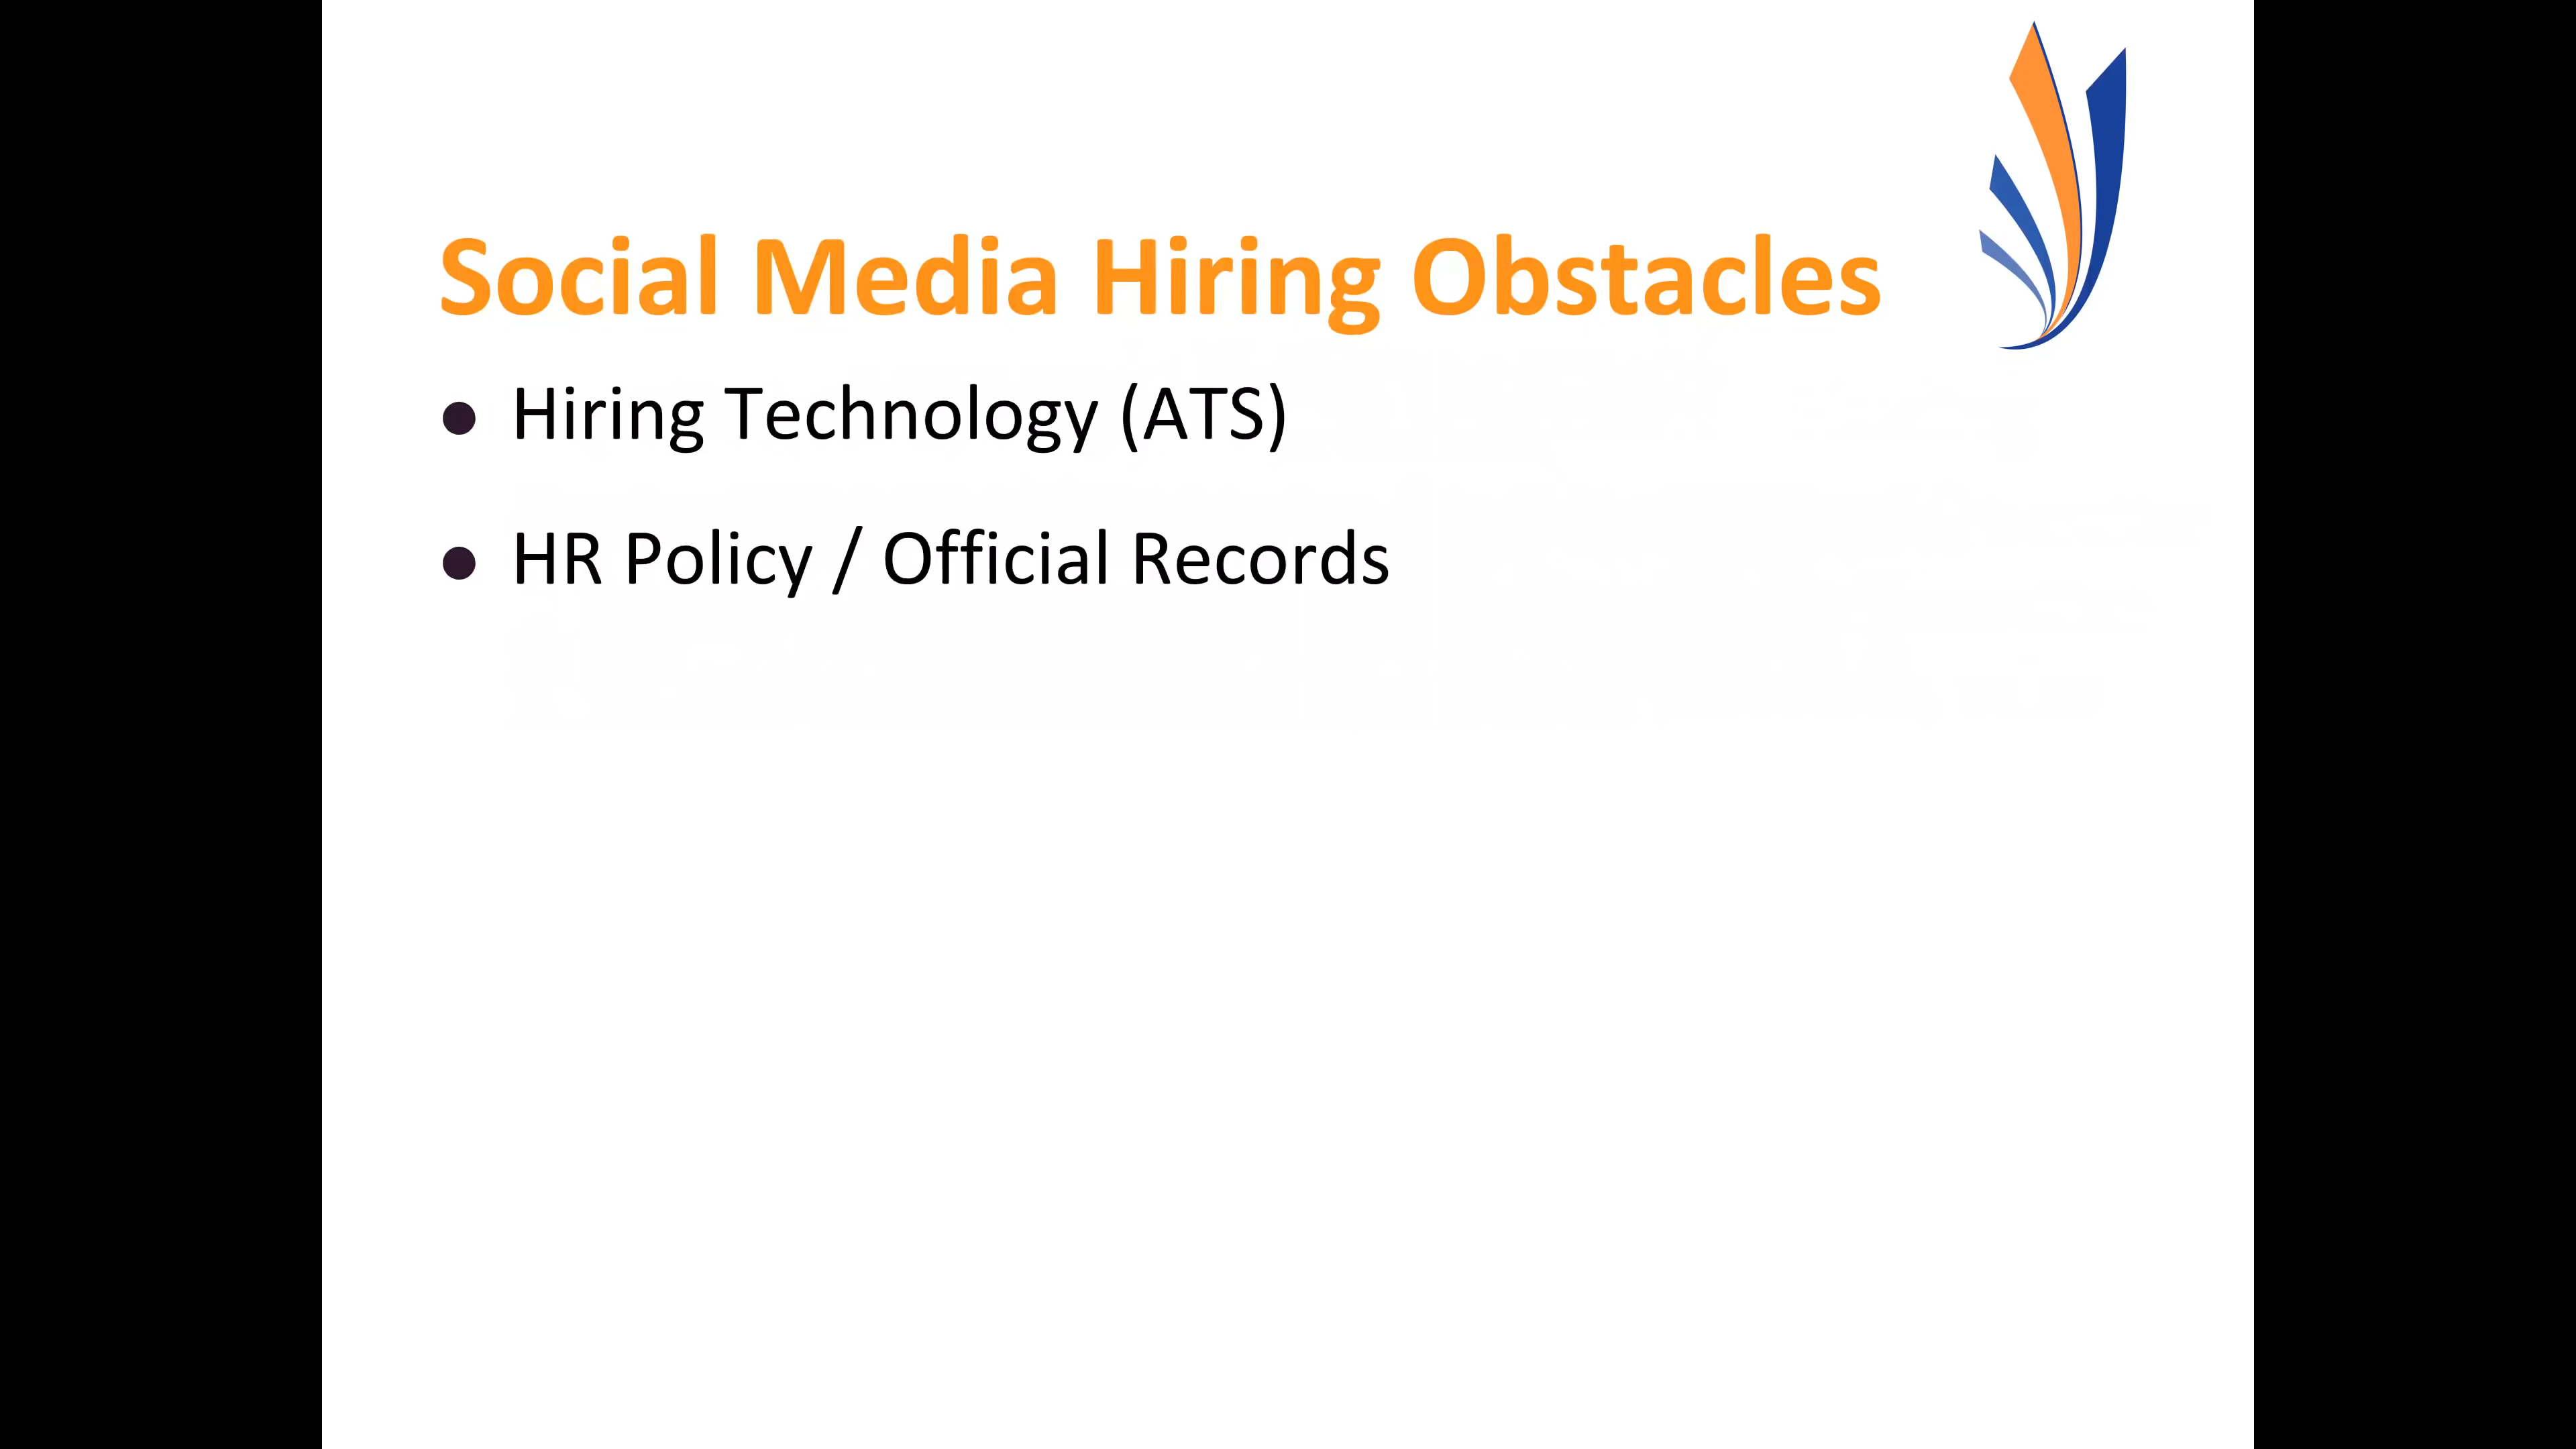 Social Media Hiring Obstacles
● Hiring Technology (ATS)
● HR Policy / Official Records